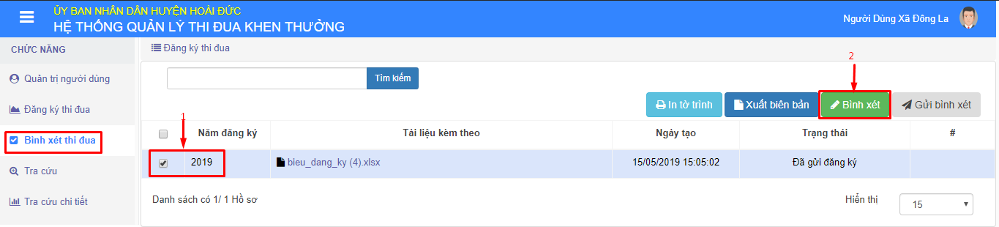 ỦY BAN NHÂN DÂN HUYỆN HOÀI ĐỨC
HỆ THỐNG QUẢN LÝ THI ĐUA KHEN THƯỞNG
Người Dùng Xã Đông La
CHỨC NĂNG
Quản trị người dùng
Đăng ký thi đua
Bình xét thi đua
Tra cứu
Tra cứu chi tiết
Đăng ký thi đua
Tìm kiếm
2
In tờ trình Xuất biên bản Bình xét Gửi bình xét
1
Năm đăng ký Tài liệu kèm theo Ngày tạo Trạng thái #
2019 bieu_dang_ky (4).xlsx 15/05/2019 15:05:02 Đã gửi đăng ký
Danh sách có 1/ 1 Hồ sơ Hiển thị 15